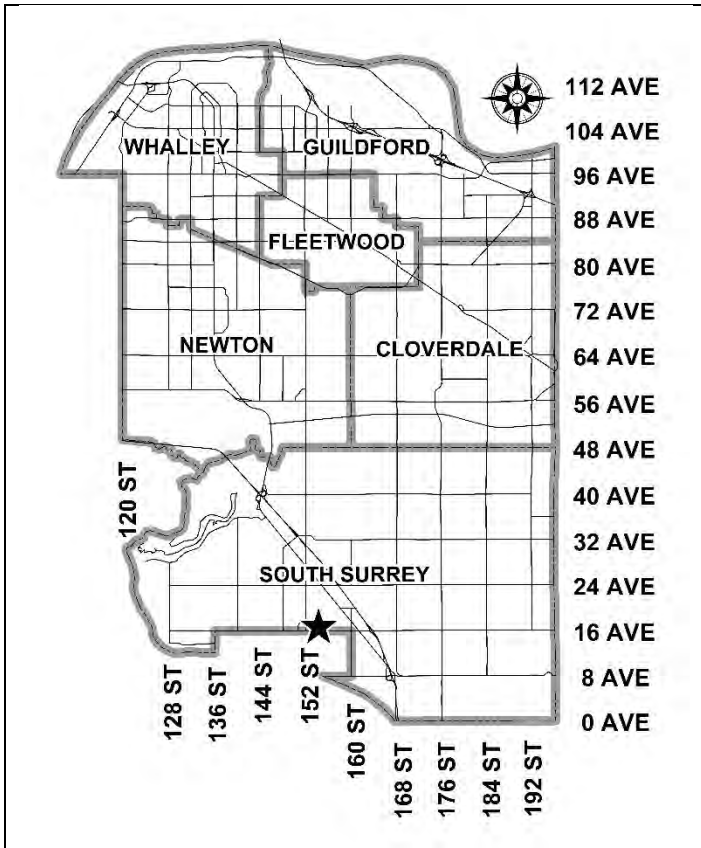 112 AVE
104 AVE
WHALLEY
GUILDFORD
96 AVE
88 AVE
FLEETWOOD
80 AVE
72 AVE
NEWTON
CLOVERDALE
64 AVE
56 AVE
48 AVE
120 ST
40 AVE
32 AVE
SOUTH SURREY
24 AVE
16 AVE
128 ST
136 ST
144 ST
152 ST
8 AVE
160 ST
0 AVE
168 ST
176 ST
184 ST
192 ST